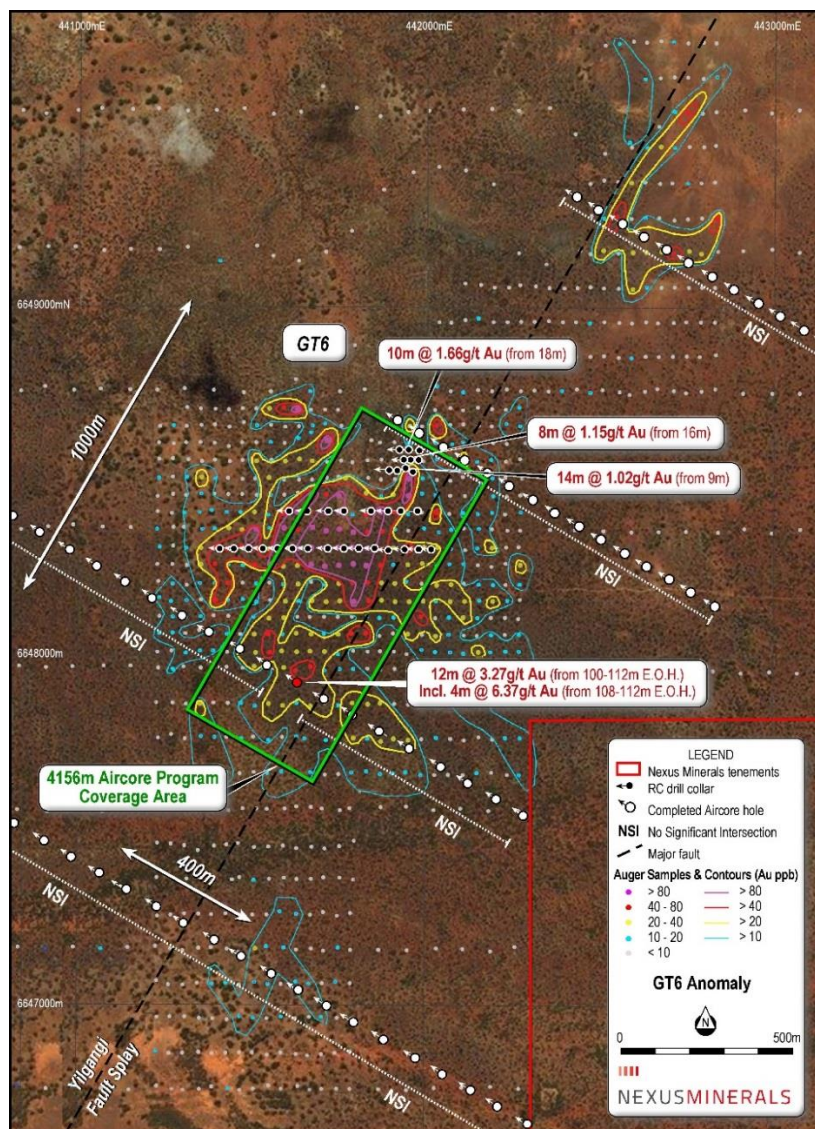 441000mE
442000mE
443000mE
6649000mN
GT6
10m @ 1.66g/t Au (from 18m)
NSI
8m @ 1.15g/t Au (from 16m)
14m @ 1.02g/t Au (from 9m)
1000m
NSI
NSI
6648000m
12m @ 3.27g/t Au (from 100-112m E.O.H.)
Incl. 4m @ 6.37g/t Au (from 108-112m E.O.H.)
4156m Aircore Program
Coverage Area
NSI
400m
NSI
6647000m
Yilgangi
Fault Splay
NSI
LEGEND
Nexus Minerals tenements
RC drill collar
Completed Aircore hole
NSI No Significant Intersection
Major fault
Auger Samples & Contours (Au ppb)
> 80 > 80
40 - 80 > 40
20 - 40 > 20
10 - 20 > 10
< 10
GT6 Anomaly
N
0 500m
NEXUSMINERALS